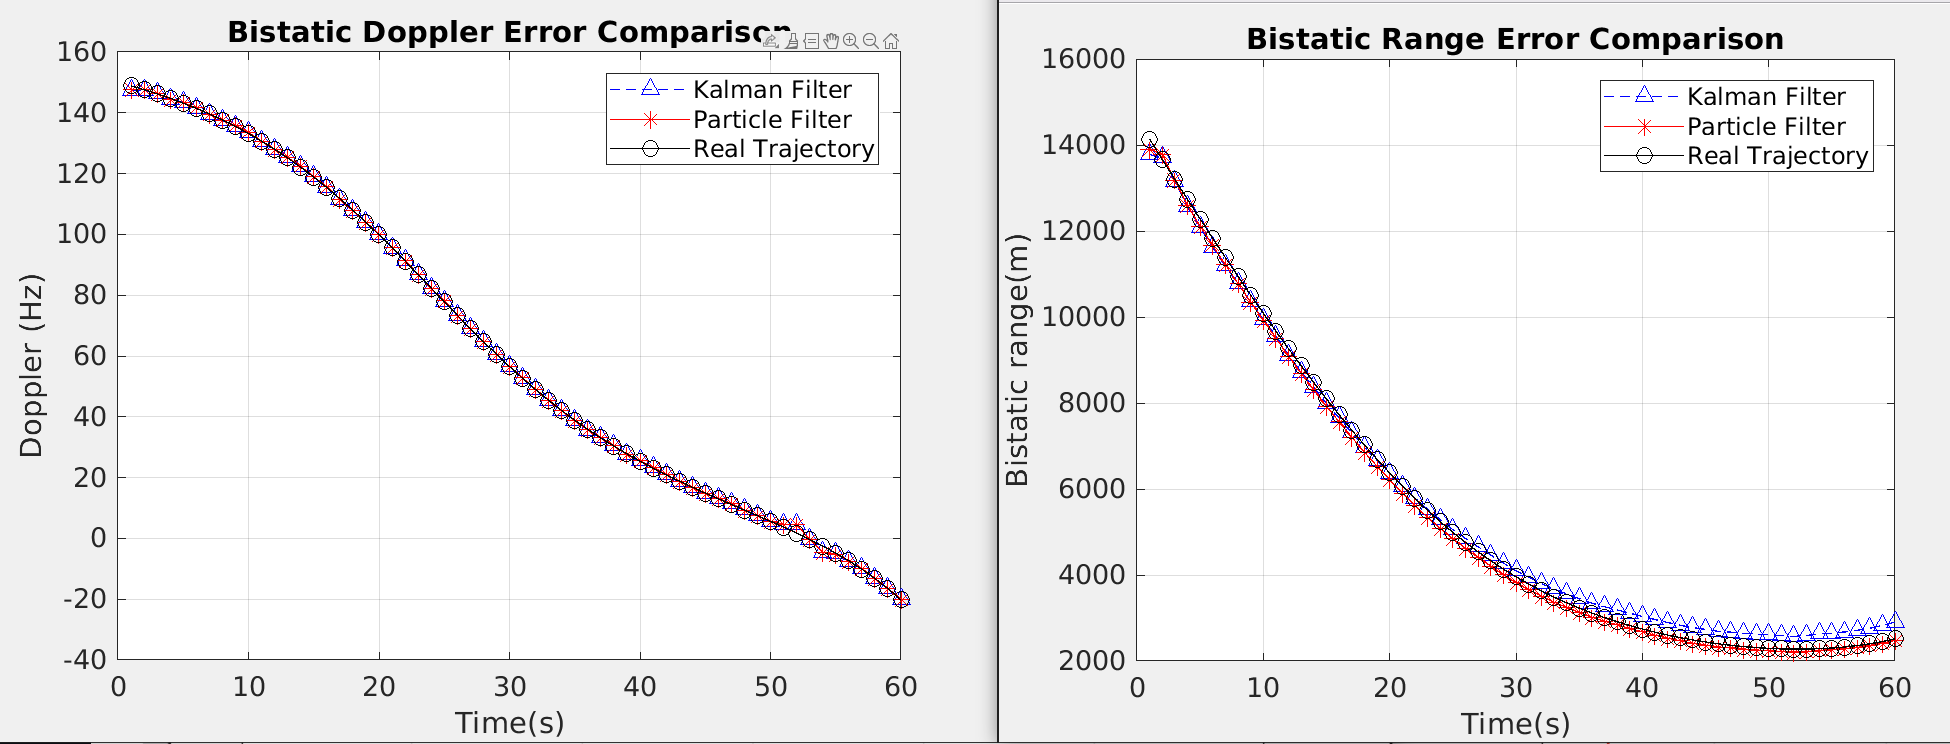 Bistatic Doppler Error Comparison
160
140
120
100
80
60
40
20
0
-20
-40
0 10 20 30 40 50 60
Doppler (Hz)
Time(s)
Kalman Filter
Particle Filter
Real Trajectory
Bistatic Range Error Comparison
16000
14000
12000
10000
8000
6000
4000
2000
0 10 20 30 40 50 60
Bistatic range(m)
Time(s)
Kalman Filter
Particle Filter
Real Trajectory